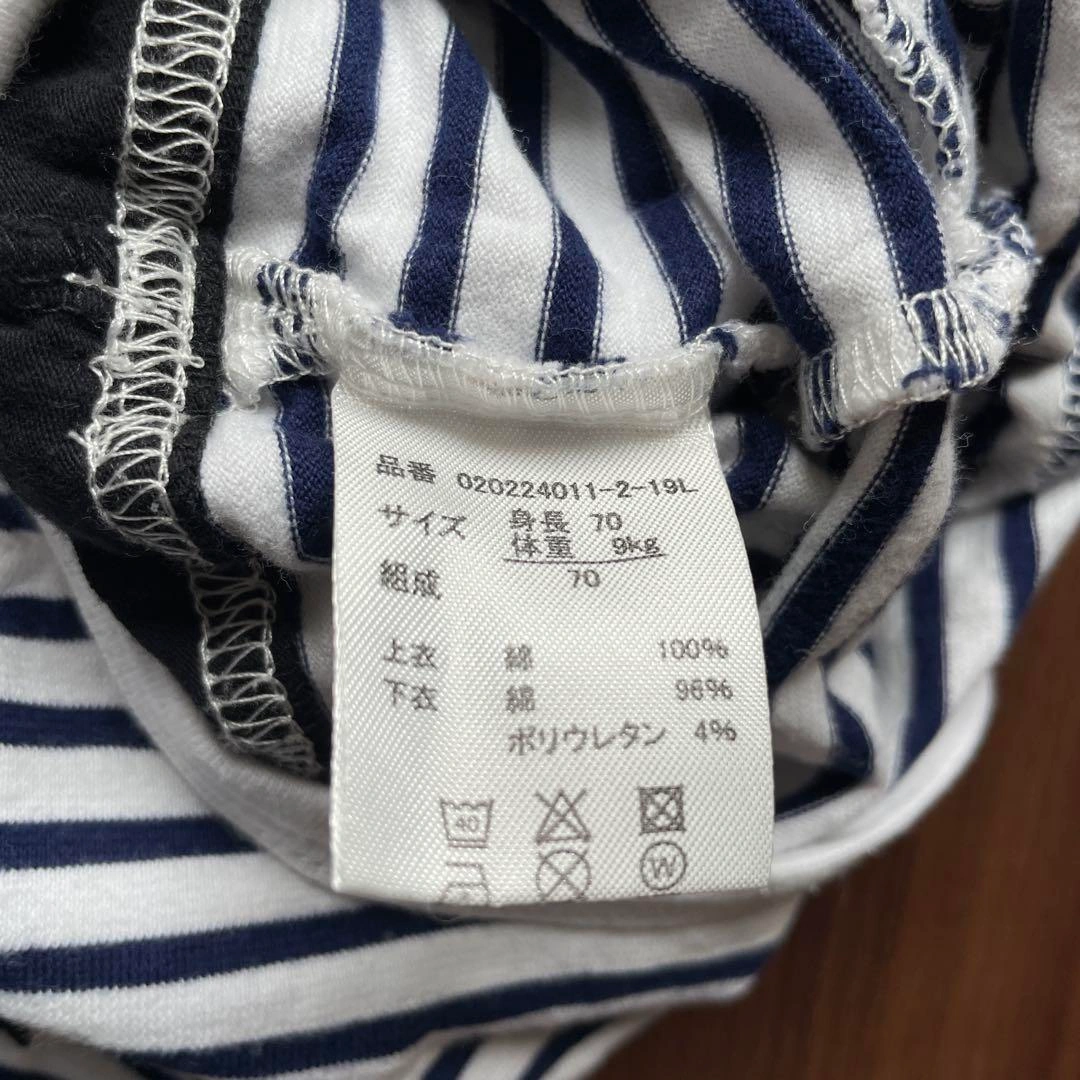 品番 020224011-2-19L
サイズ 身長 70
体重 9kg
70
組成
上衣 綿 100%
下衣 綿 96%
ポリウレタン 4%
40
W